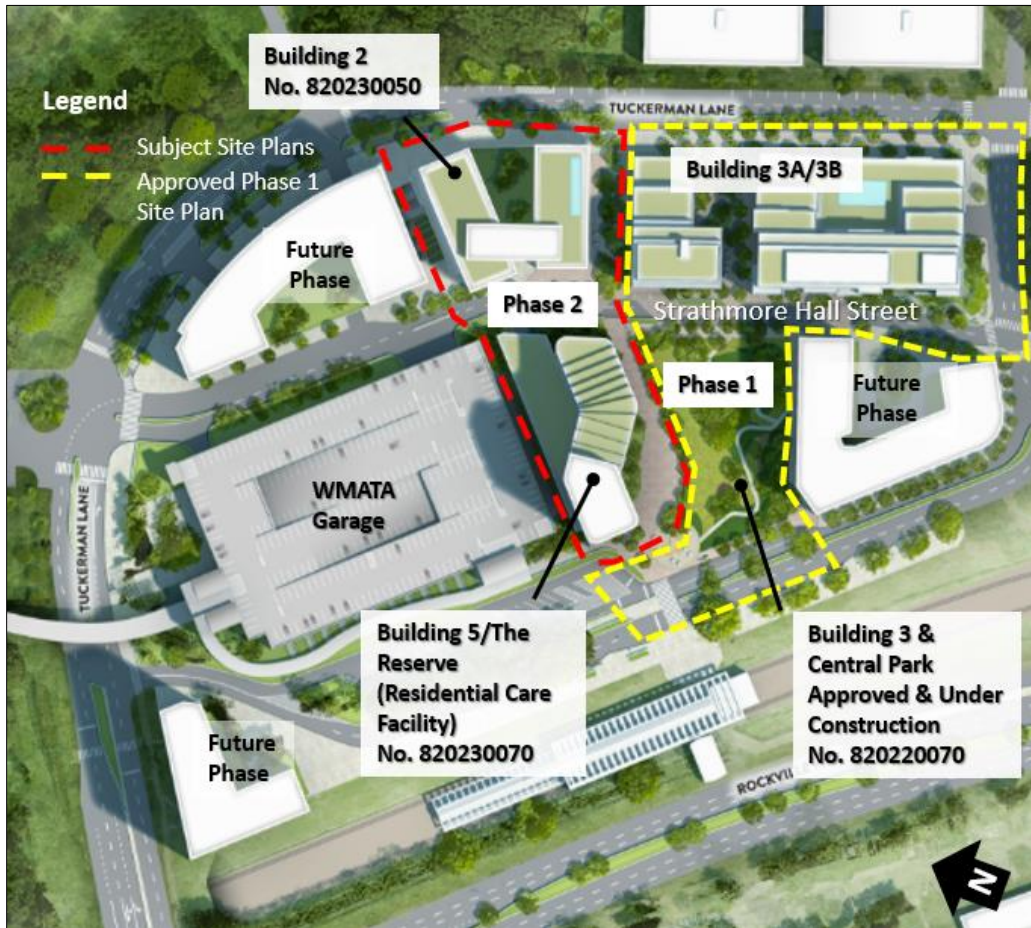 Building 2
No. 820230050
Legend
Subject Site Plans
Approved Phase 1
Site Plan
TUCKERMAN LANE
Building 3A/3B
Future
Phase
Phase 2
Strathmore Hall Street
Phase 1
Future
Phase
WMATA
Garage
TUCKERMAN LANE
Building 5/The
Reserve
(Residential Care
Facility)
No. 820230070
Building 3 &
Central Park
Approved & Under
Construction
No. 820220070
Future
Phase
ROCKVI
N